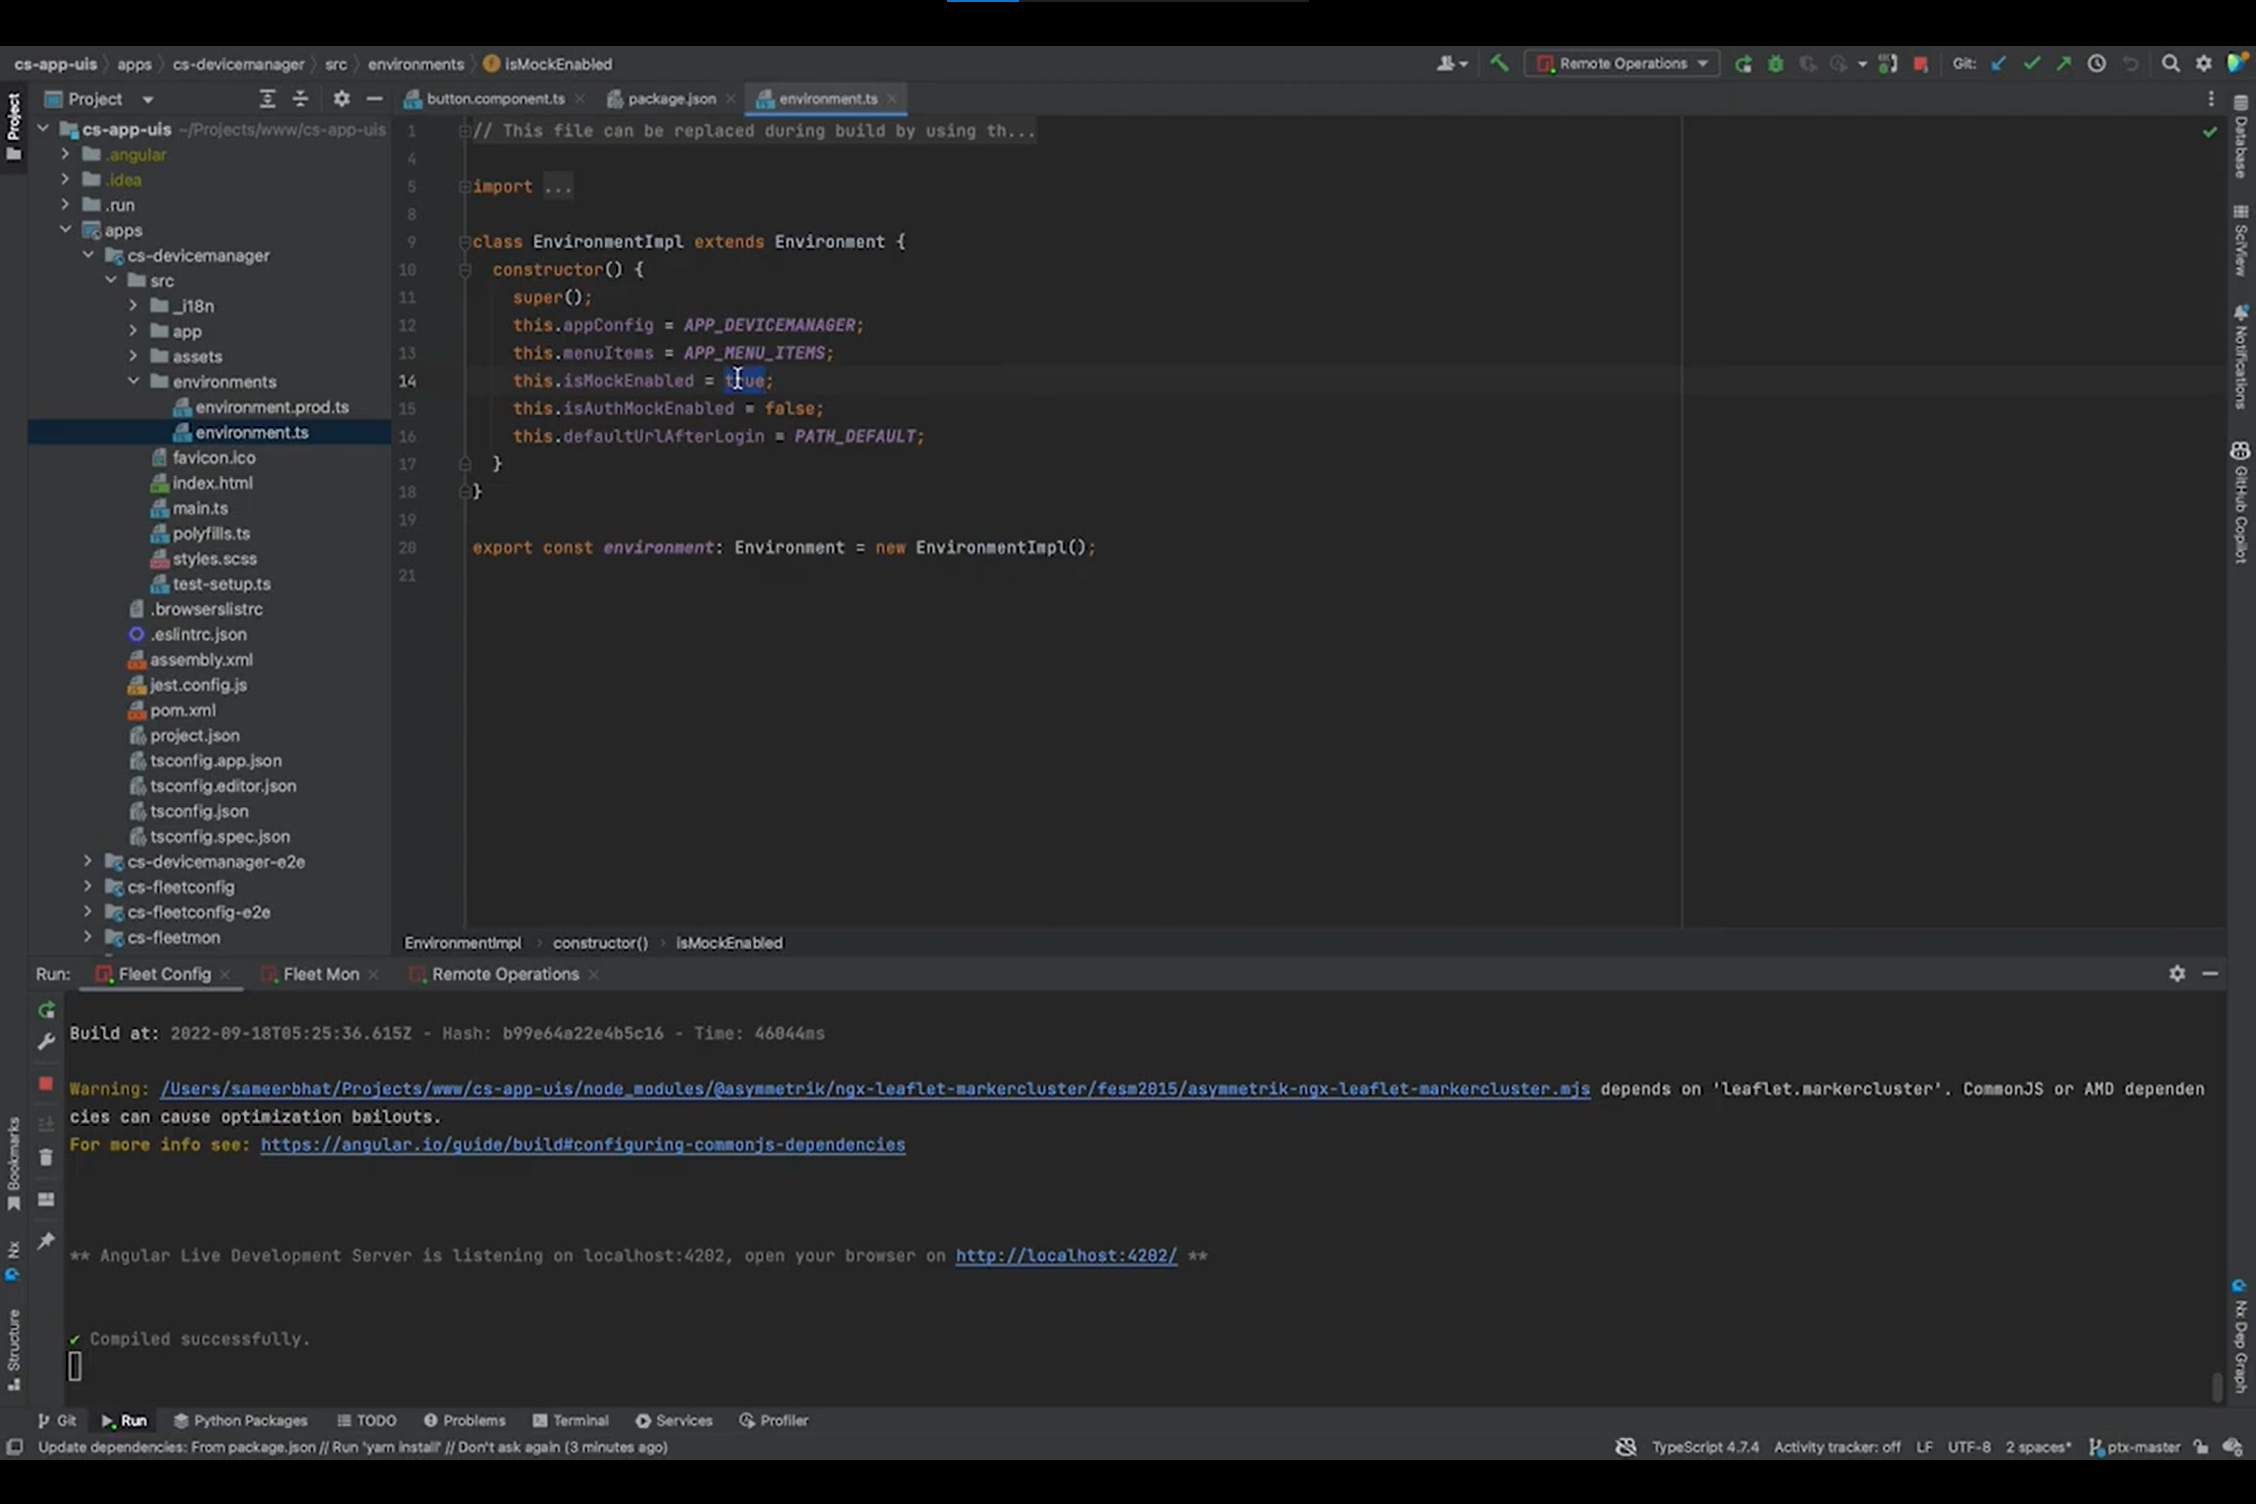 cs-app-uis 〉 apps 〉 cs-devicemanager 〉 src 〉 environments 〉 isMockEnabled
Remote Operations
Git:
Project
button.component.ts
package.json
environment.ts
Project
Bookmarks
Nx
Structure
cs-app-uis ~/Projects/www/cs-app-uis
.angular
.idea
.run
apps
cs-devicemanager
src
_i18n
app
assets
environments
environment.prod.ts
environment.ts
favicon.ico
index.html
main.ts
polyfills.ts
styles.scss
test-setup.ts
.browserslistrc
.eslintrc.json
assembly.xml
jest.config.js
pom.xml
project.json
tsconfig.app.json
tsconfig.editor.json
tsconfig.json
tsconfig.spec.json
cs-devicemanager-e2e
cs-fleetconfig
cs-fleetconfig-e2e
cs-fleetmon
1 // This file can be replaced during build by using th...
4
5 import ...
8
9 class EnvironmentImpl extends Environment {
10 constructor() {
11 super();
12 this.appConfig = APP_DEVICEMANAGER;
13 this.menuItems = APP_MENU_ITEMS;
14 this.isMockEnabled = true;
15 this.isAuthMockEnabled = false;
16 this.defaultUrlAfterLogin = PATH_DEFAULT;
17 }
18 }
19
20 export const environment: Environment = new EnvironmentImpl();
21
EnvironmentImpl 〉 constructor() 〉 isMockEnabled
Database
SciView
Notifications
GitHub Copilot
Nx Dep Graph
Run: Fleet Config Fleet Mon Remote Operations
Build at: 2022-09-18T05:25:36.615Z - Hash: b99e64a22e4b5c16 - Time: 46044ms
Warning: /Users/sameerbhat/Projects/www/cs-app-uis/node_modules/@asymmetrik/ngx-leaflet-markercluster/fesm2015/asymmetrik-ngx-leaflet-markercluster.mjs depends on 'leaflet.markercluster'. CommonJS or AMD dependen
cies can cause optimization bailouts.
For more info see: https://angular.io/guide/build#configuring-commonjs-dependencies
** Angular Live Development Server is listening on localhost:4202, open your browser on http://localhost:4202/ **
✔ Compiled successfully.
Git Run Python Packages TODO Problems Terminal Services Profiler
Update dependencies: From package.json // Run 'yarn install' // Don't ask again (3 minutes ago)
TypeScript 4.7.4 Activity tracker: off LF UTF-8 2 spaces* ptx-master